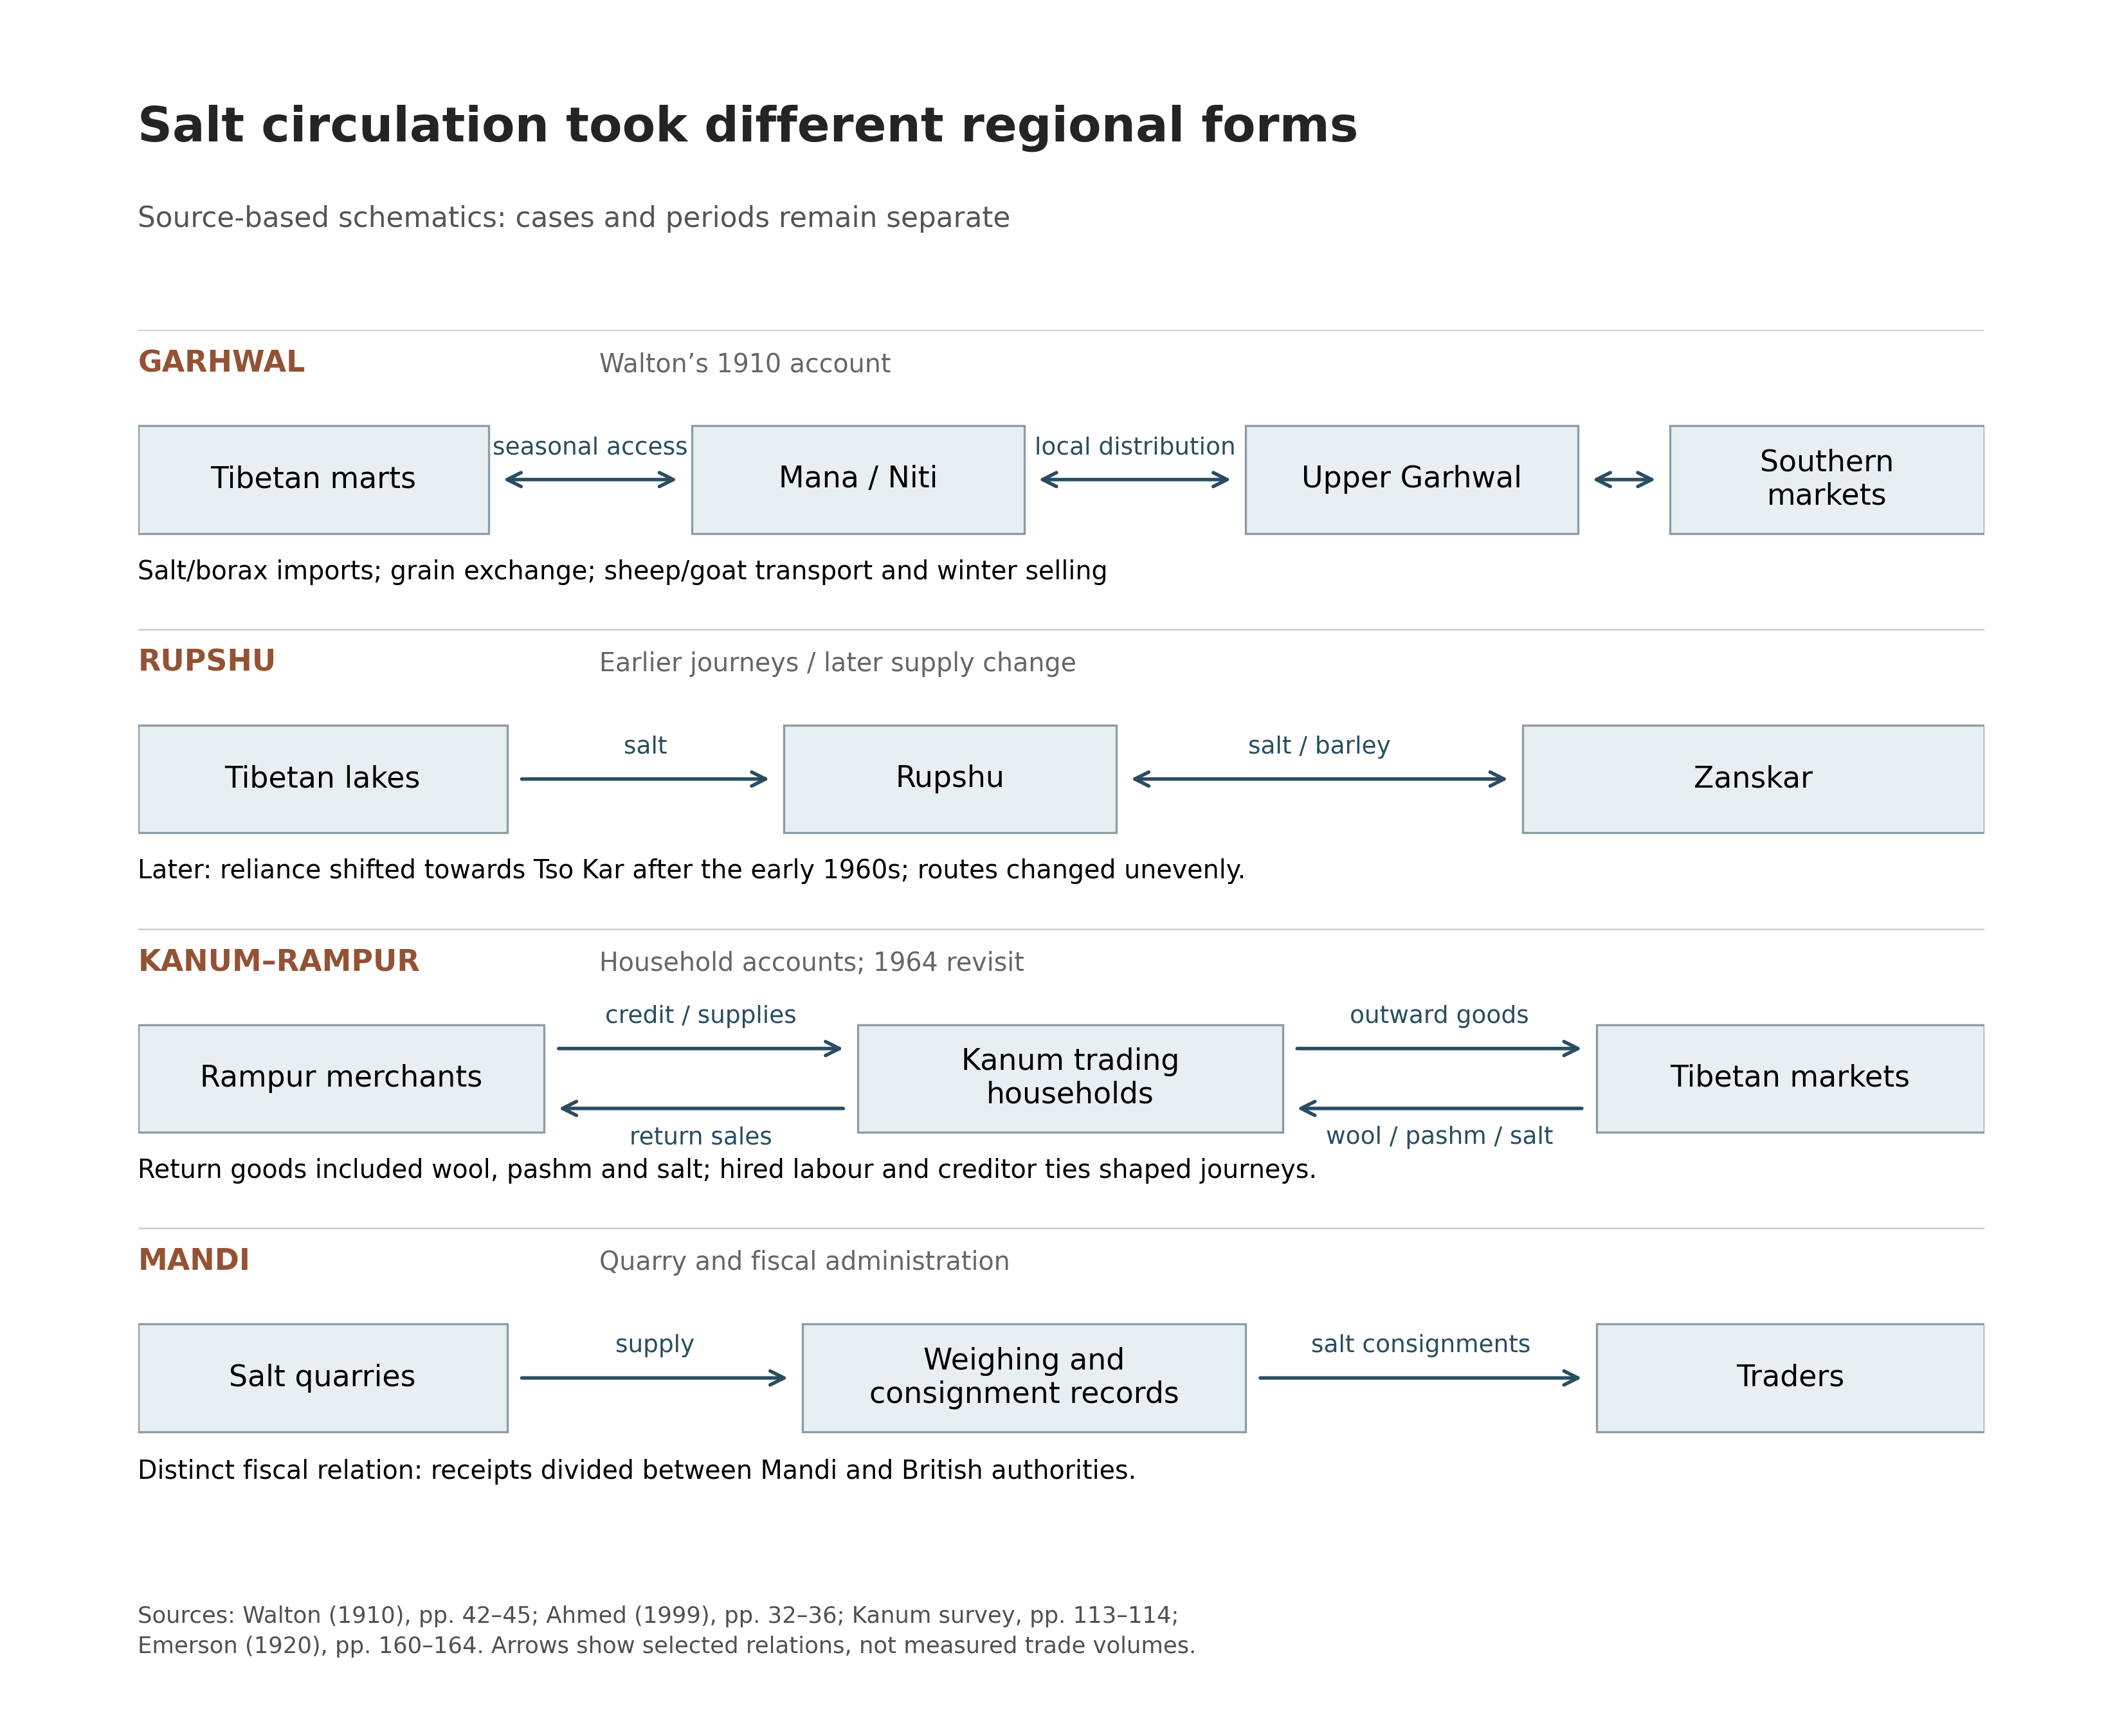 Salt circulation took different regional forms
Source-based schematics: cases and periods remain separate
GARHWAL
Walton’s 1910 account
Tibetan marts
seasonal access
Mana / Niti
local distribution
Upper Garhwal
Southern
markets
Salt/borax imports; grain exchange; sheep/goat transport and winter selling
RUPSHU
Earlier journeys / later supply change
Tibetan lakes
salt
Rupshu
salt / barley
Zanskar
Later: reliance shifted towards Tso Kar after the early 1960s; routes changed unevenly.
KANUM–RAMPUR
Household accounts; 1964 revisit
Rampur merchants
credit / supplies
return sales
Kanum trading
households
outward goods
wool / pashm / salt
Tibetan markets
Return goods included wool, pashm and salt; hired labour and creditor ties shaped journeys.
MANDI
Quarry and fiscal administration
Salt quarries
supply
Weighing and
consignment records
salt consignments
Traders
Distinct fiscal relation: receipts divided between Mandi and British authorities.
Sources: Walton (1910), pp. 42–45; Ahmed (1999), pp. 32–36; Kanum survey, pp. 113–114;
Emerson (1920), pp. 160–164. Arrows show selected relations, not measured trade volumes.